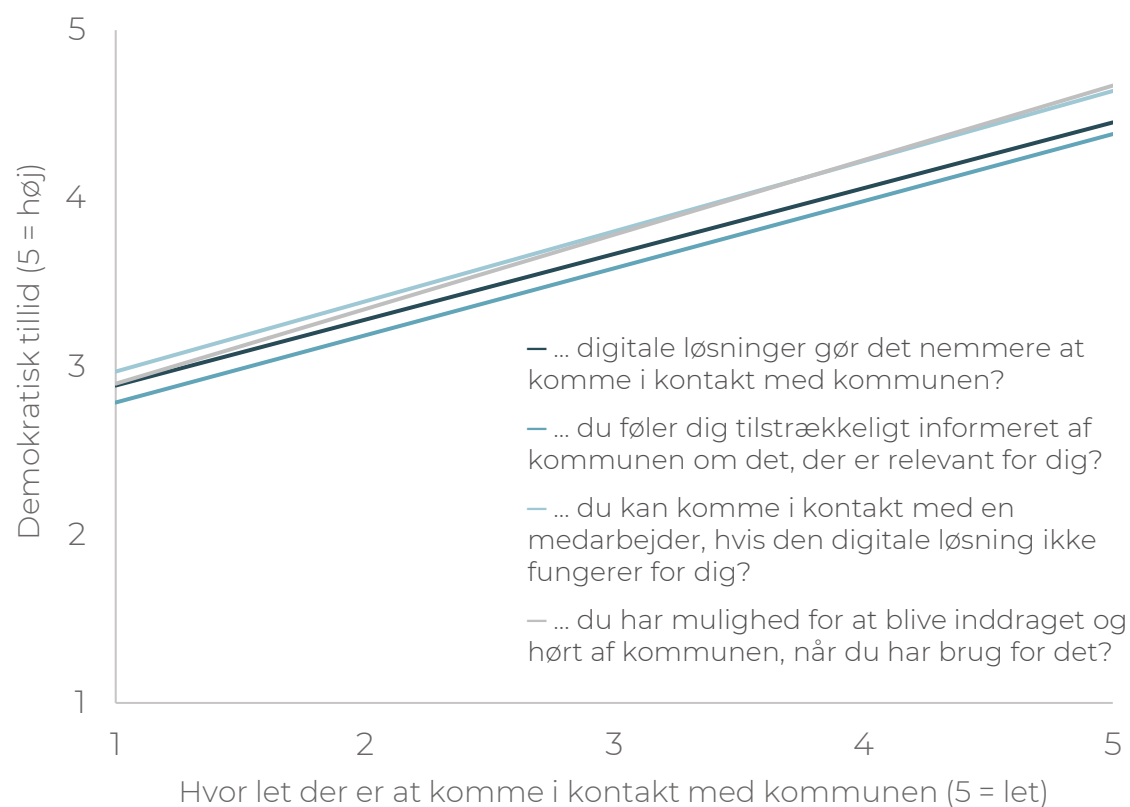 5
4
3
2
1
Demokratisk tillid (5 = høj)
— ... digitale løsninger gør det nemmere at
komme i kontakt med kommunen?
— ... du føler dig tilstrækkeligt informeret af
kommunen om det, der er relevant for dig?
— ... du kan komme i kontakt med en
medarbejder, hvis den digitale løsning ikke
fungerer for dig?
— ... du har mulighed for at blive inddraget og
hørt af kommunen, når du har brug for det?
1 2 3 4 5
Hvor let der er at komme i kontakt med kommunen (5 = let)